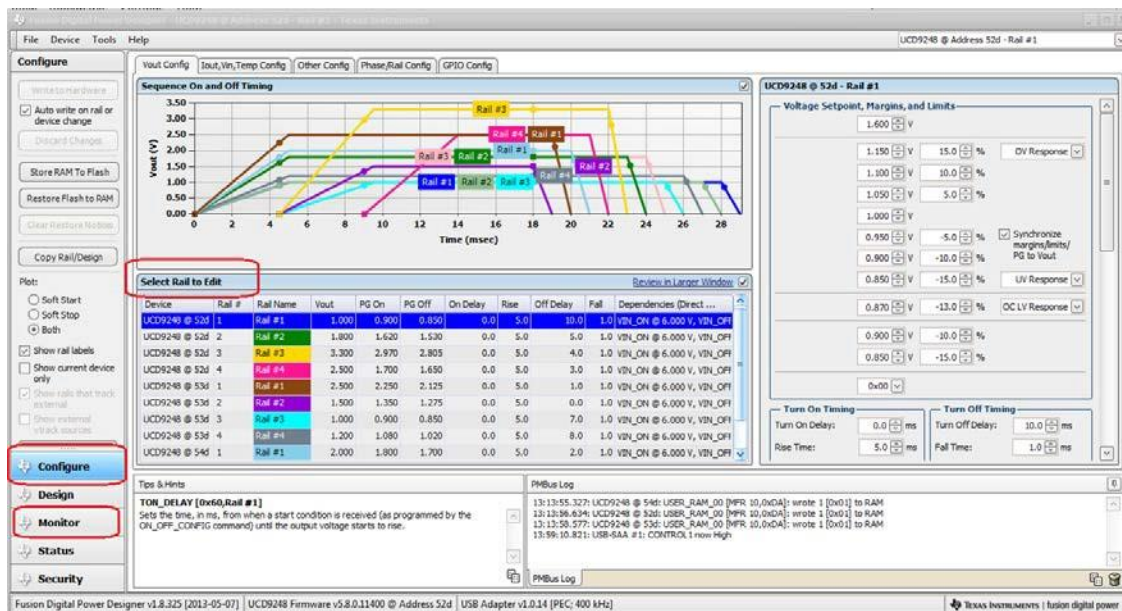 File Device Tools Help
UCD9248 @ Address 52d - Rail #1
Configure
Write to Hardware
Auto write on rail or
device change
Discard Changes
Store RAM To Flash
Restore Flash to RAM
Copy Rail/Design
Plot:
Soft Start
Soft Stop
Both
Show rail labels
Show current device
only
Show rails that track
external
Show external
vtrack sources
Configure
Design
Monitor
Status
Security
Vout Config Iout,Vin,Temp Config Other Config Phase/Rail Config GPIO Config
Sequence On and Off Timing
3.50
3.00
2.50
2.00
1.50
1.00
0.50
0.00
Vout (V)
Rail #3
Rail #4 Rail #1
Rail #3 Rail #2 Rail #1
Rail #2
Rail #1 Rail #2 Rail #3 Rail #4
0 2 4 6 8 10 12 14 16 18 20 22 24 26 28
Time (msec)
Select Rail to Edit Review in Larger Window
Device Rail # Rail Name Vout PG On PG Off On Delay Rise Off Delay Fall Dependencies (Direct ...
UCD9248 @ 52d 1 Rail #1 1.000 0.900 0.850 0.0 5.0 10.0 1.0 VIN_ON @ 6.000 V, VIN_OFF
UCD9248 @ 52d 2 Rail #2 1.800 1.620 1.530 0.0 5.0 5.0 1.0 VIN_ON @ 6.000 V, VIN_OFF
UCD9248 @ 52d 3 Rail #3 3.300 2.970 2.805 0.0 5.0 4.0 1.0 VIN_ON @ 6.000 V, VIN_OFF
UCD9248 @ 52d 4 Rail #4 2.500 1.700 1.650 0.0 5.0 3.0 1.0 VIN_ON @ 6.000 V, VIN_OFF
UCD9248 @ 53d 1 Rail #1 2.500 2.250 2.125 0.0 5.0 1.0 1.0 VIN_ON @ 6.000 V, VIN_OFF
UCD9248 @ 53d 2 Rail #2 1.500 1.350 1.275 0.0 5.0 0.0 1.0 VIN_ON @ 6.000 V, VIN_OFF
UCD9248 @ 53d 3 Rail #3 1.000 0.900 0.850 0.0 5.0 7.0 1.0 VIN_ON @ 6.000 V, VIN_OFF
UCD9248 @ 53d 4 Rail #4 1.200 1.080 1.020 0.0 5.0 8.0 1.0 VIN_ON @ 6.000 V, VIN_OFF
UCD9248 @ 54d 1 Rail #1 2.000 1.800 1.700 0.0 5.0 2.0 1.0 VIN_ON @ 6.000 V, VIN_OFF
UCD9248 @ 52d - Rail #1
Voltage Setpoint, Margins, and Limits
1.600 V
1.150 V 15.0 % OV Response
1.100 V 10.0 %
1.050 V 5.0 %
1.000 V
0.950 V -5.0 % Synchronize
margins/limits/
PG to Vout
0.900 V -10.0 %
0.850 V -15.0 % UV Response
0.870 V -13.0 % OC LV Response
0.900 V -10.0 %
0.850 V -15.0 %
0x00
Turn On Timing Turn Off Timing
Turn On Delay: 0.0 ms Turn Off Delay: 10.0 ms
Rise Time: 5.0 ms Fall Time: 1.0 ms
Tips & Hints
TON_DELAY [0x60,Rail #1]
Sets the time, in ms, from when a start condition is received (as programmed by the
ON_OFF_CONFIG command) until the output voltage starts to rise.
PMBus Log
13:13:55.327: UCD9248 @ 54d: USER_RAM_00 [MFR 10,0xDA]: wrote 1 [0x01] to RAM
13:13:56.634: UCD9248 @ 52d: USER_RAM_00 [MFR 10,0xDA]: wrote 1 [0x01] to RAM
13:13:58.577: UCD9248 @ 53d: USER_RAM_00 [MFR 10,0xDA]: wrote 1 [0x01] to RAM
13:59:10.821: USB-SAA #1: CONTROL1 now High
PMBus Log
Fusion Digital Power Designer v1.8.325 [2013-05-07] UCD9248 Firmware v5.8.0.11400 @ Address 52d USB Adapter v1.0.14 [PEC; 400 kHz] TEXAS INSTRUMENTS | fusion digital power